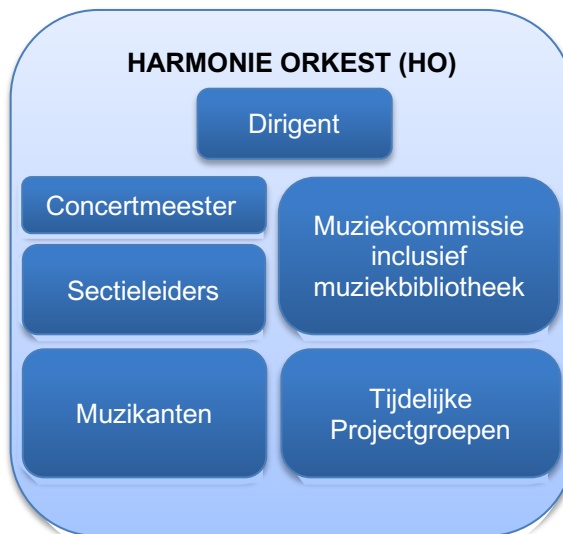 HARMONIE ORKEST (HO)
Dirigent
Concertmeester
Sectieleiders
Muziekcommissie
inclusief
muziekbibliotheek
Muzikanten
Tijdelijke
Projectgroepen